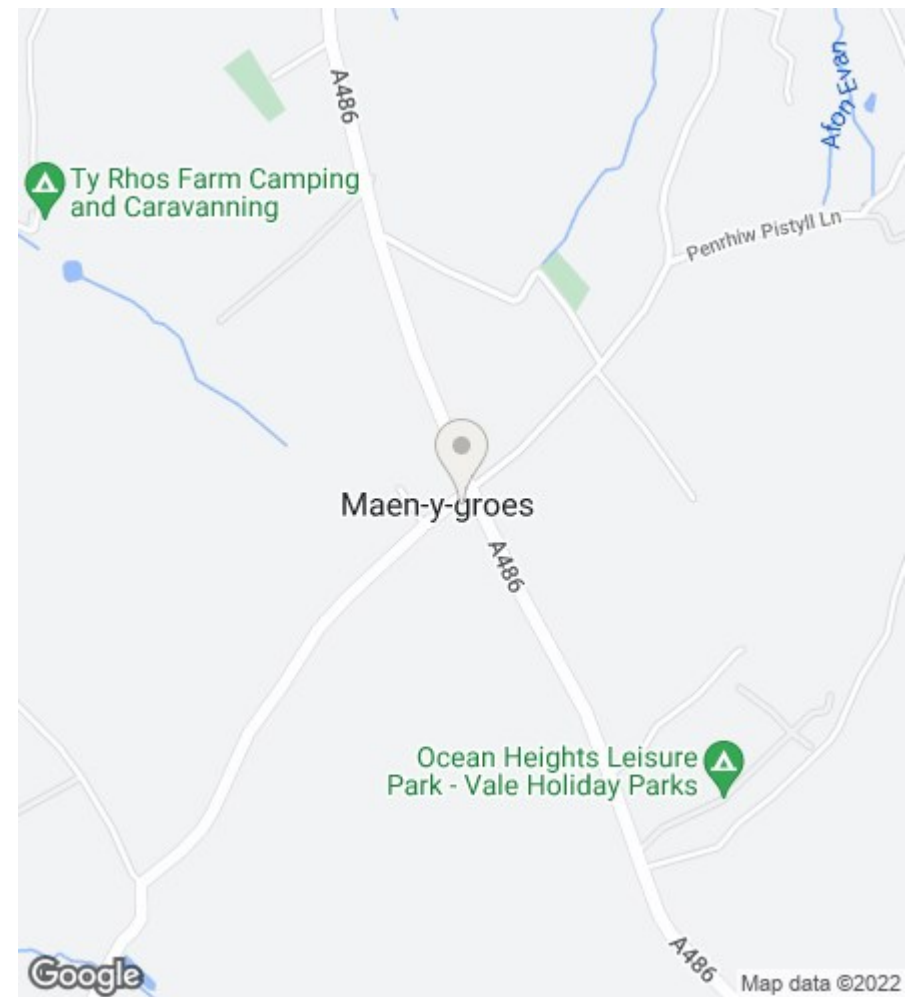 A486
Afon Evan
Ty Rhos Farm Camping
and Caravanning
Penrhiw Pistyll Ln
Maen-y-groes
A486
Ocean Heights Leisure
Park - Vale Holiday Parks
A486
Google
Map data ©2022